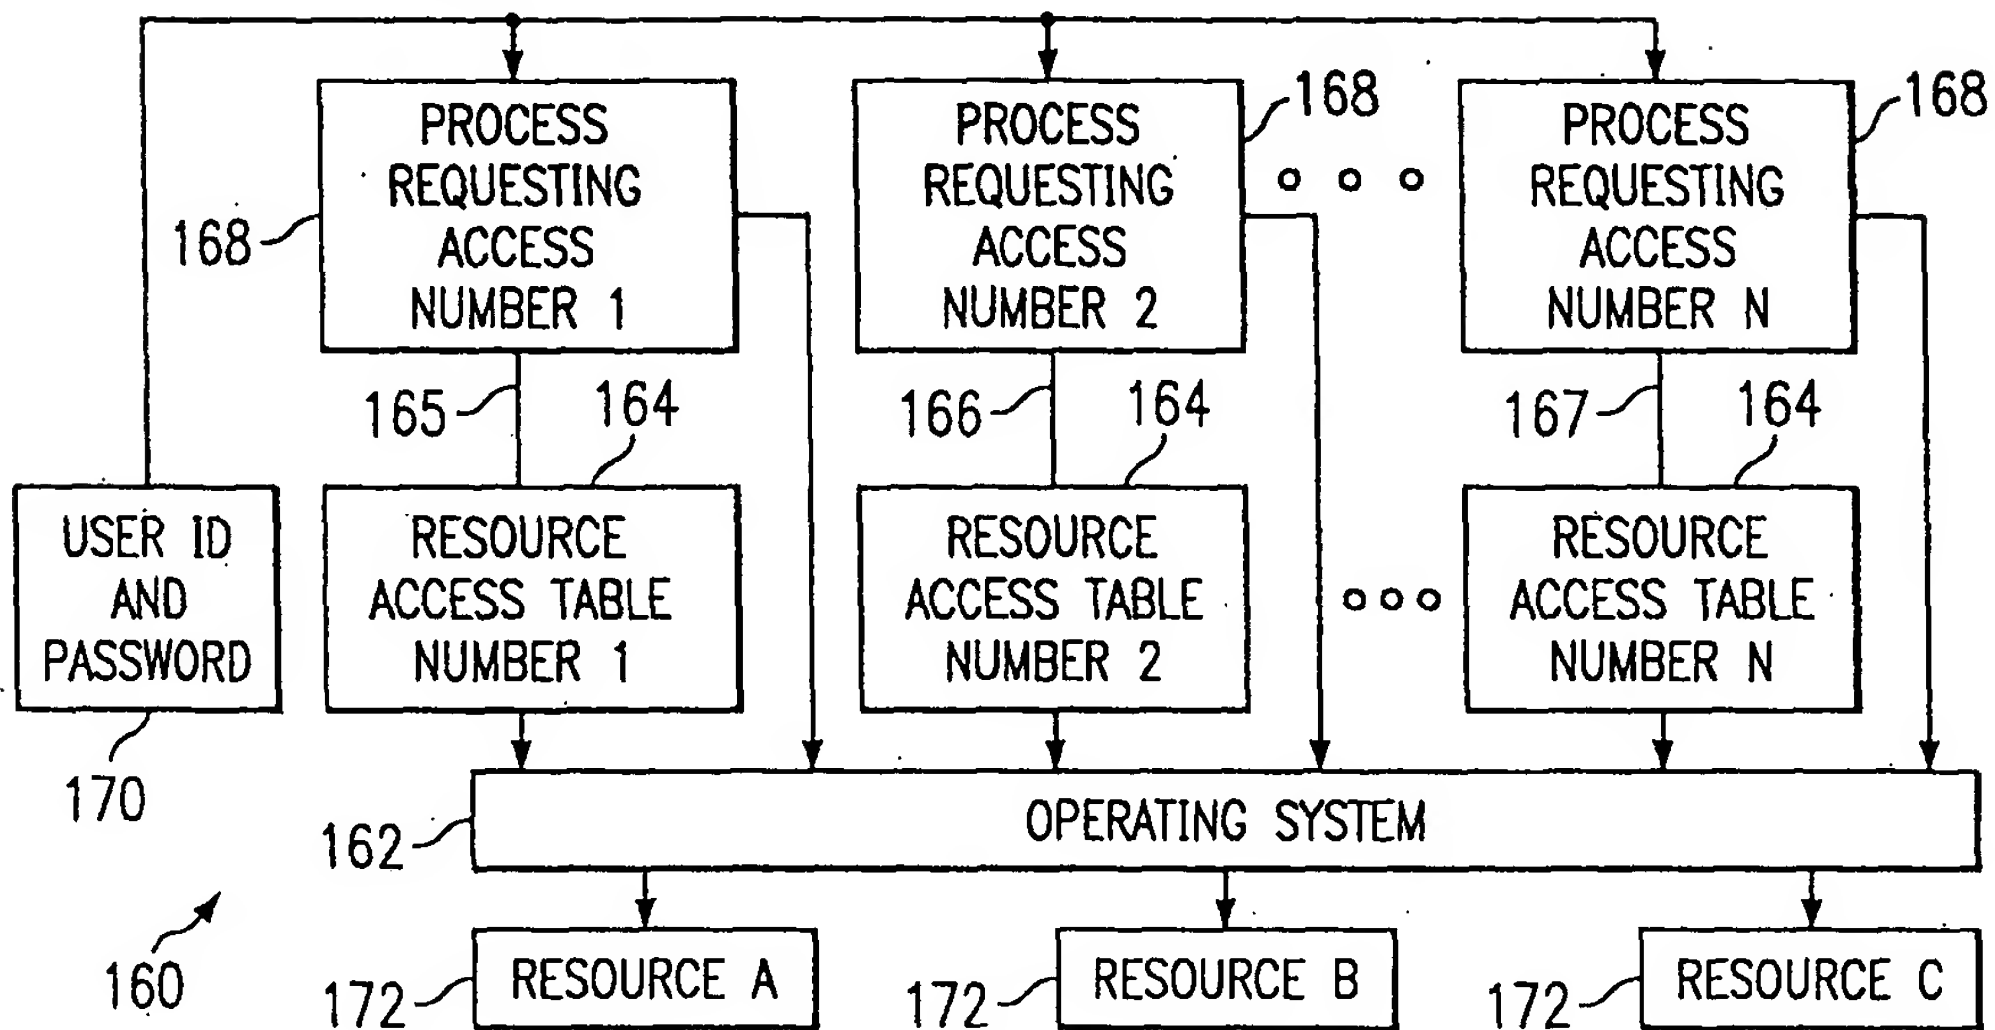 PROCESS
REQUESTING
ACCESS
NUMBER 1
168
PROCESS
REQUESTING
ACCESS
NUMBER 2
168
PROCESS
REQUESTING
ACCESS
NUMBER N
168
165
164
166
164
167
164
USER ID
AND
PASSWORD
170
RESOURCE
ACCESS TABLE
NUMBER 1
RESOURCE
ACCESS TABLE
NUMBER 2
RESOURCE
ACCESS TABLE
NUMBER N
162
OPERATING SYSTEM
160
172
RESOURCE A
172
RESOURCE B
172
RESOURCE C